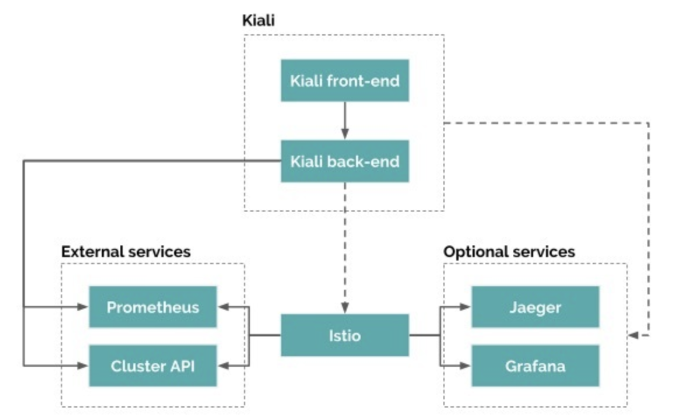 Kiali
Kiali front-end
Kiali back-end
External services
Optional services
Prometheus
Jaeger
Istio
Cluster API
Grafana